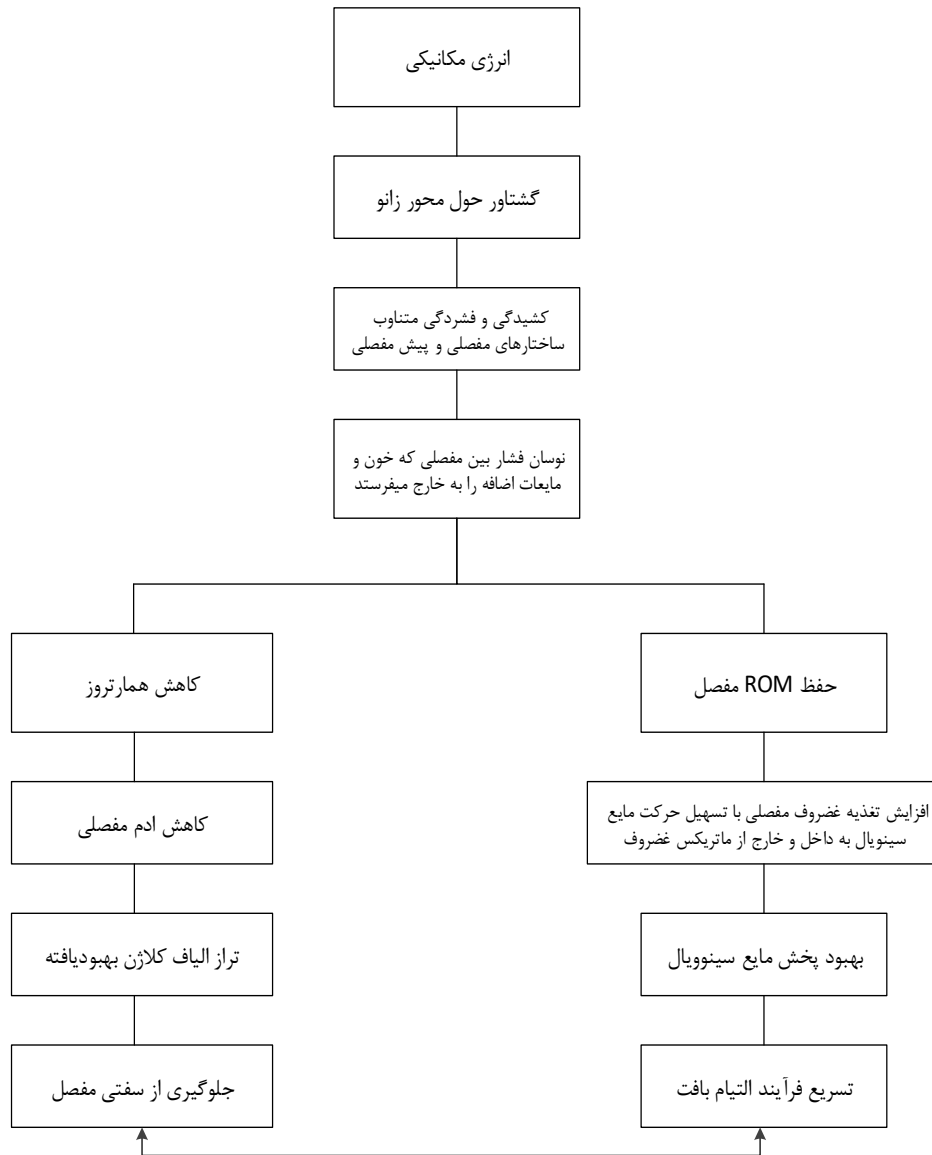 انرژی مکانیکی
گشتاور حول محور زانو
کشیدگی و فشردگی متناوب
ساختارهای مفصلی و پیش مفصلی
نوسان فشار بین مفصلی که خون و
مایعات اضافه را به خارج میفرستد
حفظ ROM مفصل
افزایش تغذیه غضروف مفصلی با تسهیل حرکت مایع
سینویال به داخل و خارج از ماتریکس غضروف
بهبود پخش مایع سینوویال
تسریع فرآیند التیام بافت
کاهش همارتروز
کاهش ادم مفصلی
تراز الیاف کلاژن بهبودیافته
جلوگیری از سفتی مفصل